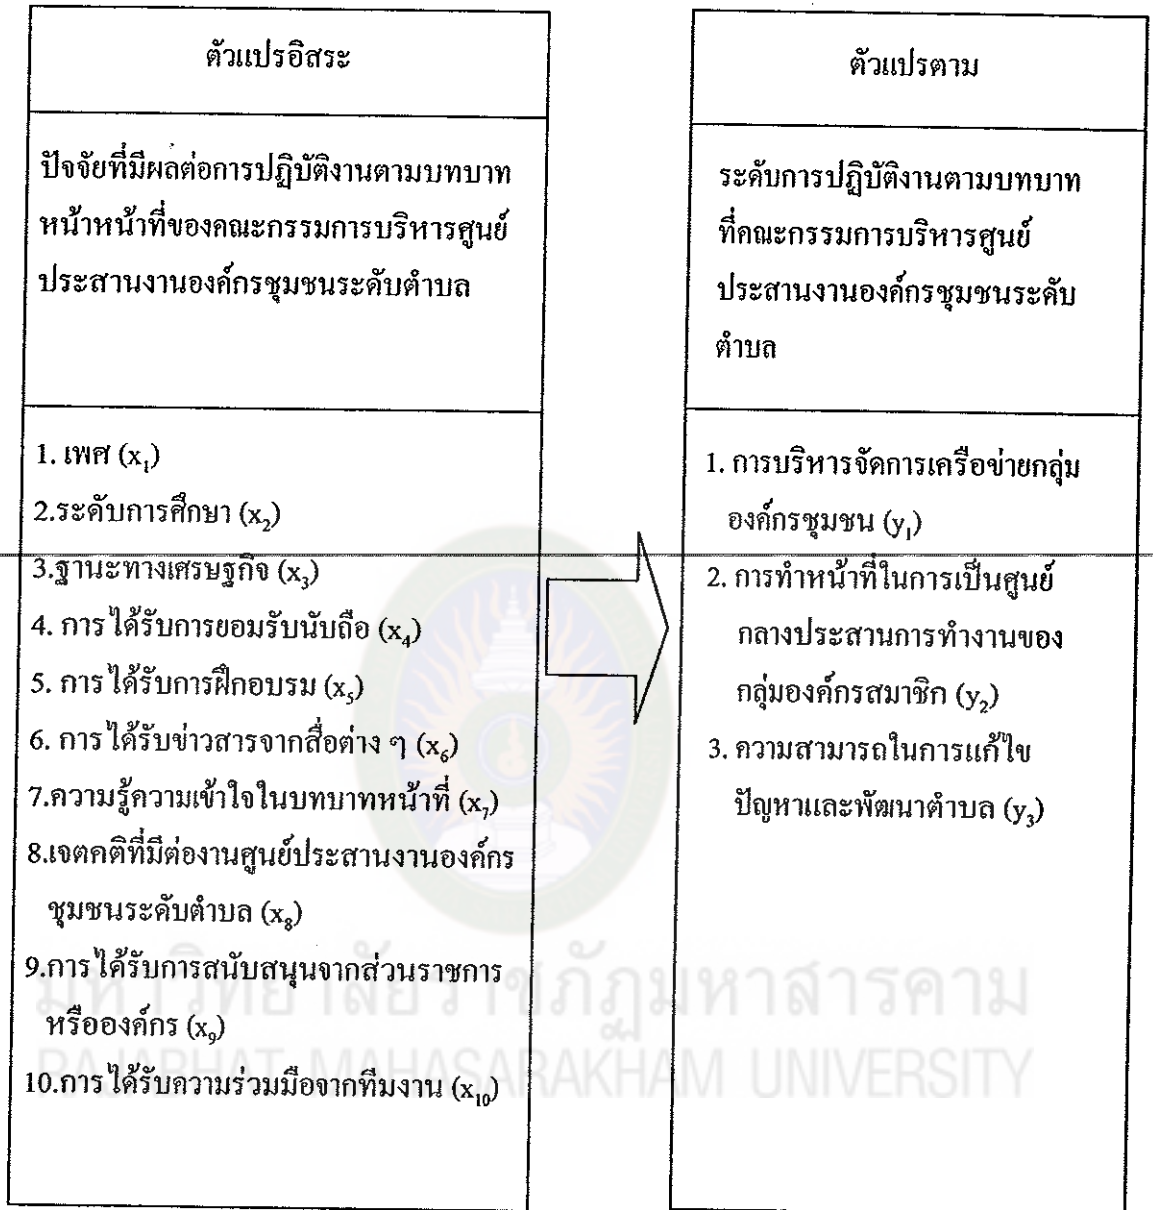 ตัวแปรอิสระ
ปัจจัยที่มีผลต่อการปฏิบัติงานตามบทบาท
หน้าหน้าที่ของคณะกรรมการบริหารศูนย์
ประสานงานองค์กรชุมชนระดับตำบล
1. เพศ (x₁)
2.ระดับการศึกษา (x₂)
3.ฐานะทางเศรษฐกิจ (x₃)
4. การได้รับการยอมรับนับถือ (x₄)
5. การได้รับการฝึกอบรม (x₅)
6. การได้รับข่าวสารจากสื่อต่าง ๆ (x₆)
7.ความรู้ความเข้าใจในบทบาทหน้าที่ (x₇)
8.เจตคติที่มีต่องานศูนย์ประสานงานองค์กร
ชุมชนระดับตำบล (x₈)
9.การได้รับการสนับสนุนจากส่วนราชการ
หรือองค์กร (x₉)
10.การได้รับความร่วมมือจากทีมงาน (x₁₀)
ตัวแปรตาม
ระดับการปฏิบัติงานตามบทบาท
ที่คณะกรรมการบริหารศูนย์
ประสานงานองค์กรชุมชนระดับ
ตำบล
1. การบริหารจัดการเครือข่ายกลุ่ม
องค์กรชุมชน (y₁)
2. การทำหน้าที่ในการเป็นศูนย์
กลางประสานการทำงานของ
กลุ่มองค์กรสมาชิก (y₂)
3. ความสามารถในการแก้ไข
ปัญหาและพัฒนาตำบล (y₃)
มหาวิทยาลัยราชภัฏมหาสารคาม
RAJABHAT MAHASARAKHAM UNIVERSITY